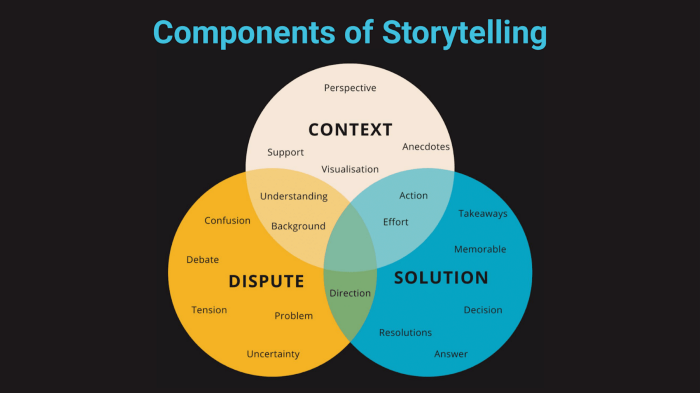 Components of Storytelling
Perspective
CONTEXT
Anecdotes
Support
Visualisation
Understanding
Action
Background
Effort
Confusion
Debate
DISPUTE
Tension
Problem
Uncertainty
Direction
Takeaways
Memorable
SOLUTION
Decision
Resolutions
Answer